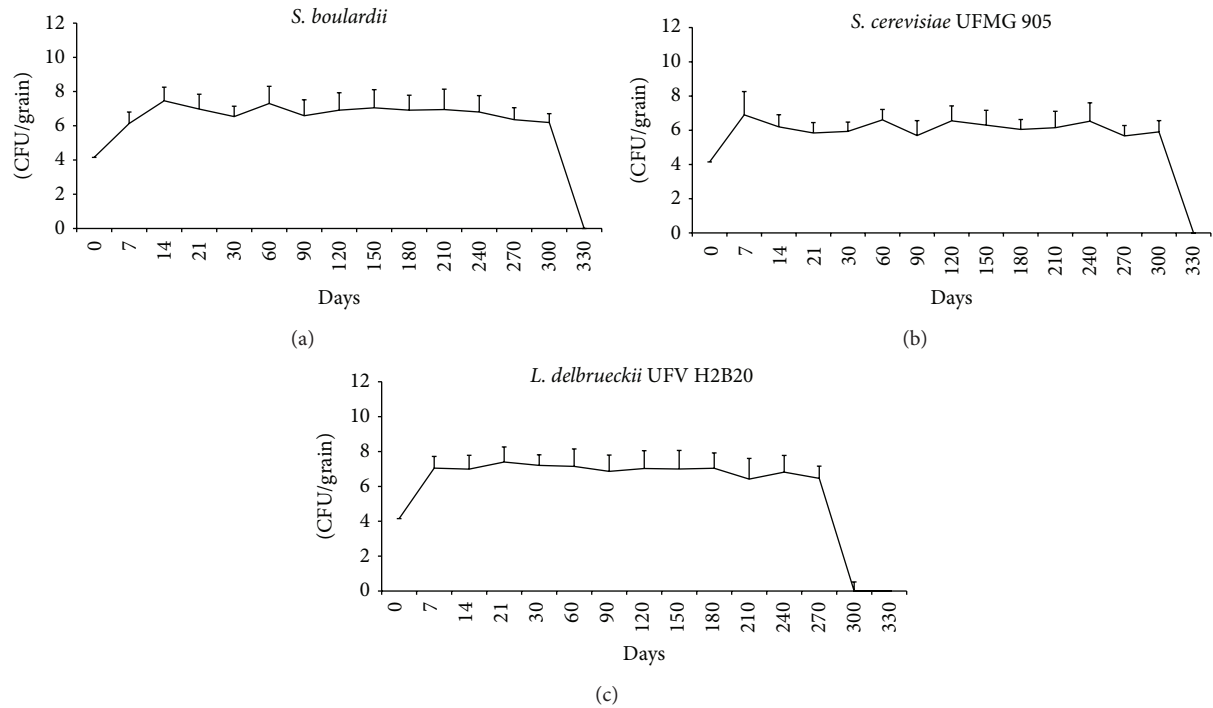 S. boulardii
12
10
8
6
4
2
0
(CFU/grain)
0 7 14 21 30 60 90 120 150 180 210 240 270 300 330
Days
(a)
S. cerevisiae UFMG 905
12
10
8
6
4
2
0
(CFU/grain)
0 7 14 21 30 60 90 120 150 180 210 240 270 300 330
Days
(b)
L. delbrueckii UFV H2B20
12
10
8
6
4
2
0
(CFU/grain)
0 7 14 21 30 60 90 120 150 180 210 240 270 300 330
Days
(c)